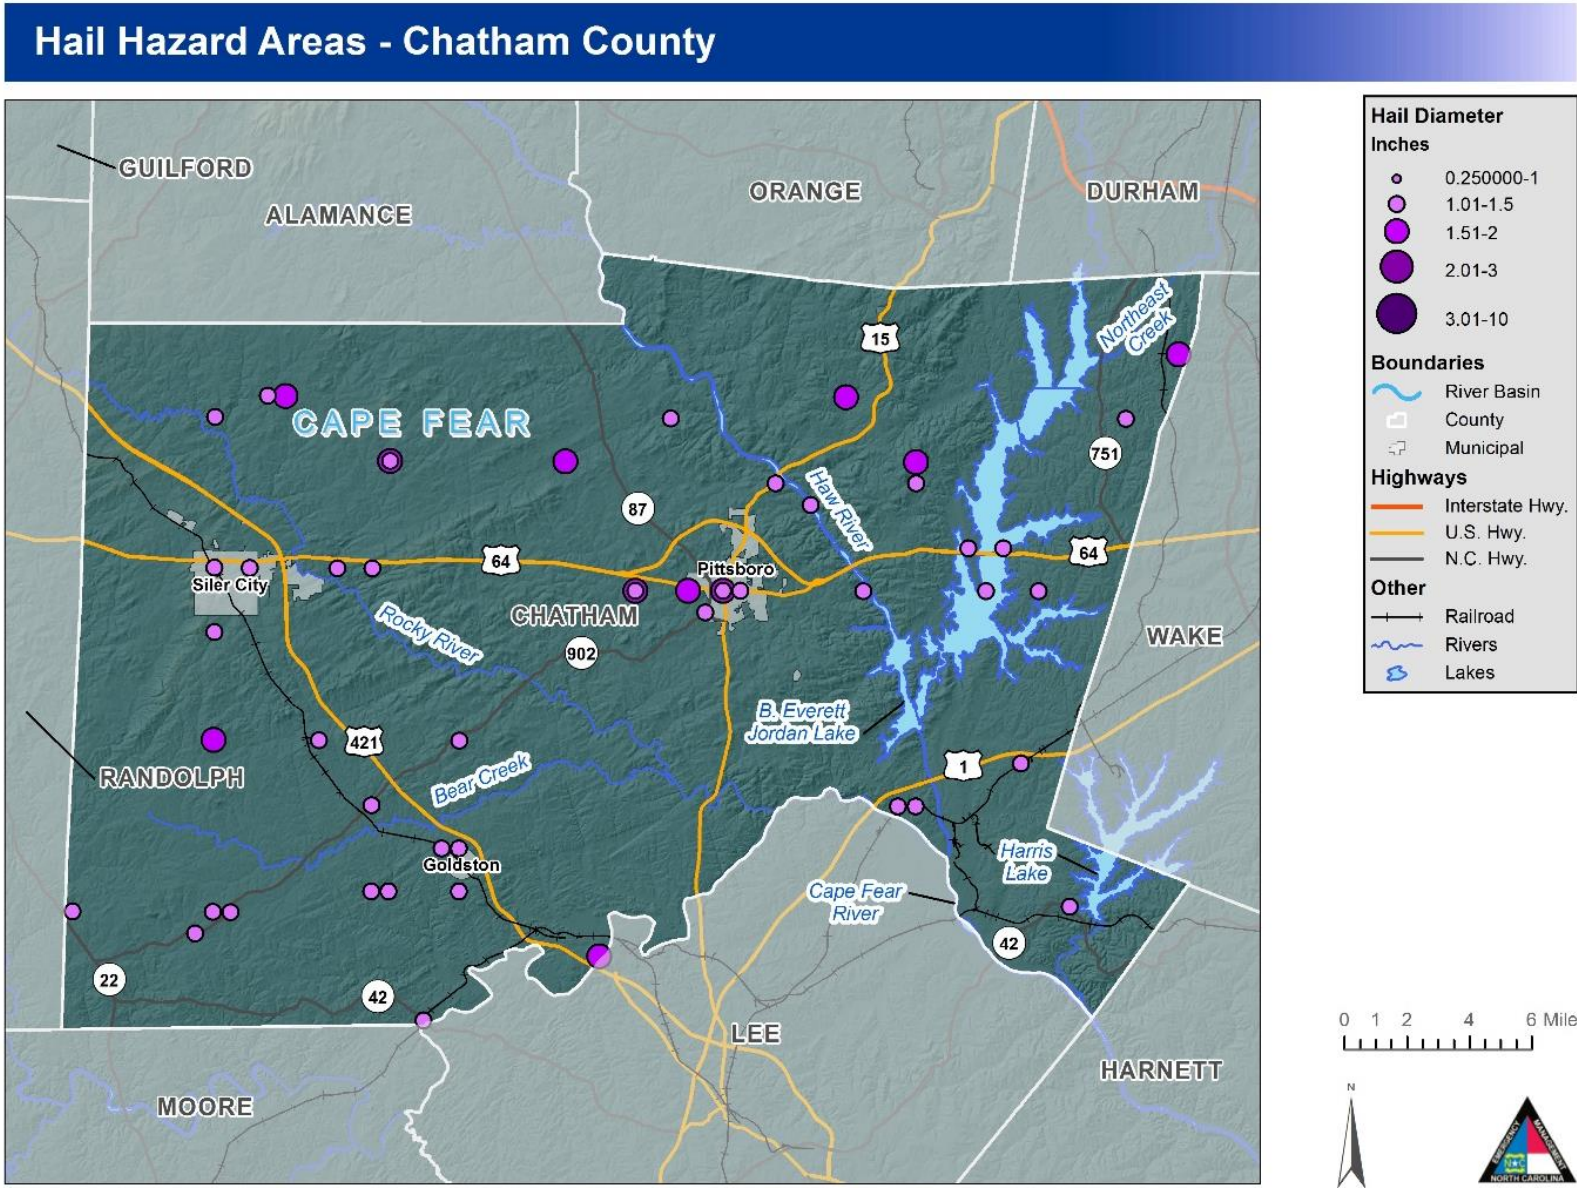 Hail Hazard Areas - Chatham County
GUILFORD
ALAMANCE
ORANGE
DURHAM
Northeast
Creek
15
CAPE FEAR
751
87
Haw River
64
64
Pittsboro
Siler City
CHATHAM
Rocky River
902
WAKE
B. Everett
Jordan Lake
421
1
RANDOLPH
Bear Creek
Goldston
Harris
Lake
Cape Fear
River
42
22
42
LEE
HARNETT
MOORE
Hail Diameter
Inches
0.250000-1
1.01-1.5
1.51-2
2.01-3
3.01-10
Boundaries
River Basin
County
Municipal
Highways
Interstate Hwy.
U.S. Hwy.
N.C. Hwy.
Other
Railroad
Rivers
Lakes
0 1 2 4 6 Mile
N
EMERGENCY
MANAGEMENT
N C
NORTH CAROLINA